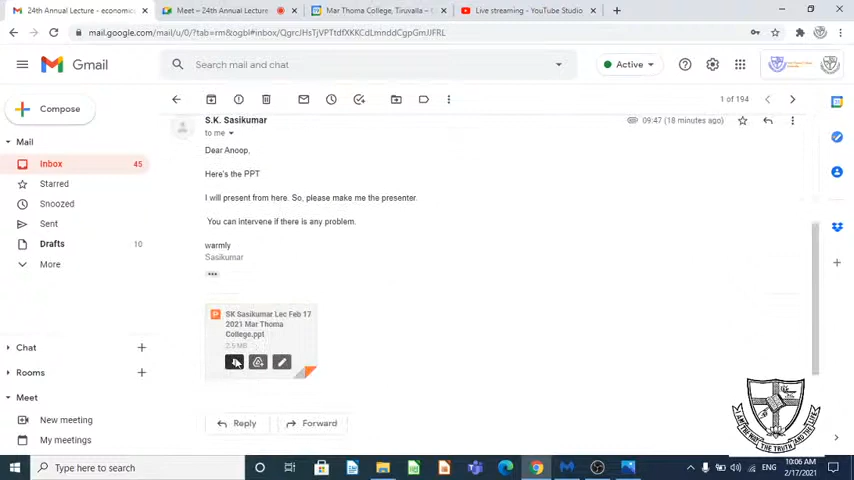 24th Annual Lecture - economic
Meet – 24th Annual Lecture
Mar Thoma College, Tiruvalla –
Live streaming - YouTube Studio
mail.google.com/mail/u/0/?tab=rm&ogbl#inbox/
Gmail
Search mail and chat
Active
Compose
1 of 194
Mail
Inbox 45
Starred
Snoozed
Sent
Drafts 10
More
Chat
Rooms
Meet
New meeting
My meetings
S.K. Sasikumar
09:47 (18 minutes ago)
to me
Dear Anoop,
Here's the PPT
I will present from here. So, please make me the presenter.
You can intervene if there is any problem.
warmly
Sasikumar
SK Sasikumar Lec Feb 17
2021 Mar Thoma
College.ppt
2.5 MB
Reply
Forward
Type here to search
ENG
10:06 AM
2/17/2021